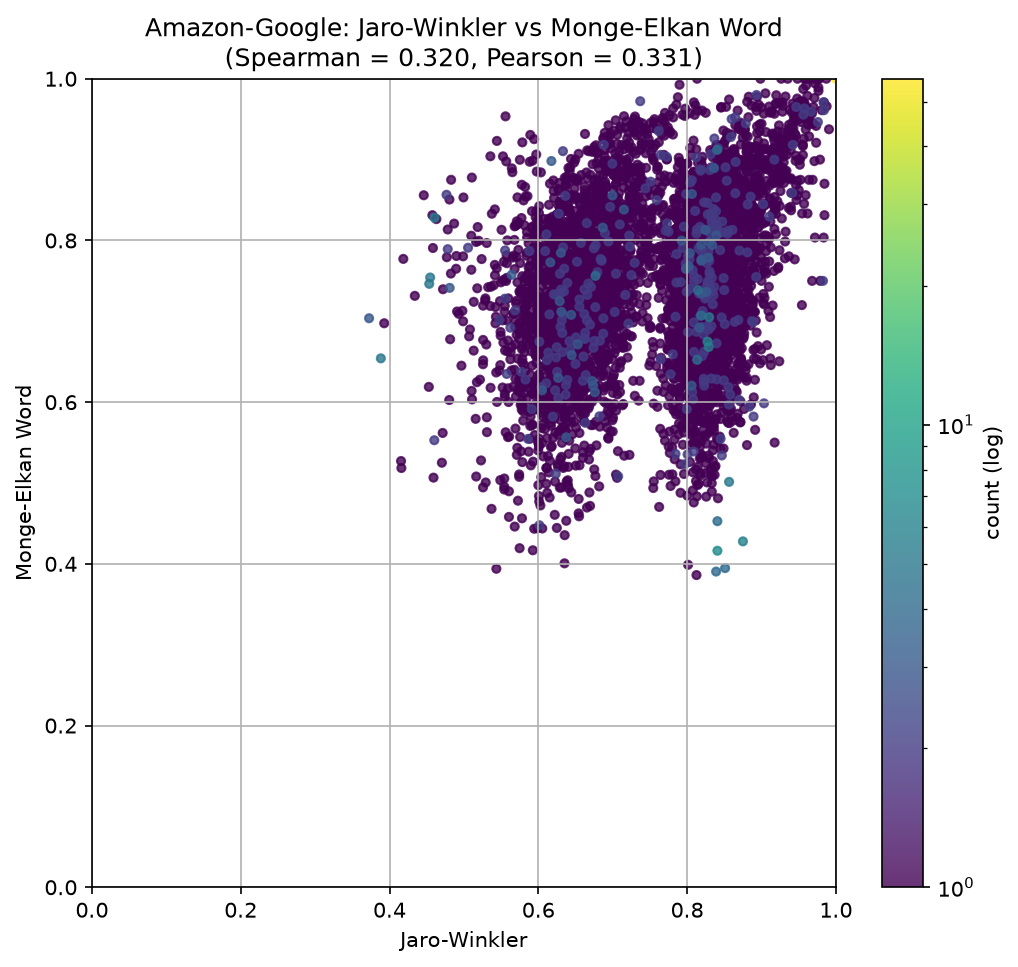 Amazon-Google: Jaro-Winkler vs Monge-Elkan Word
(Spearman = 0.320, Pearson = 0.331)
Monge-Elkan Word
1.0
0.8
0.6
0.4
0.2
0.0
0.0 0.2 0.4 0.6 0.8 1.0
Jaro-Winkler
10¹
10⁰
count (log)